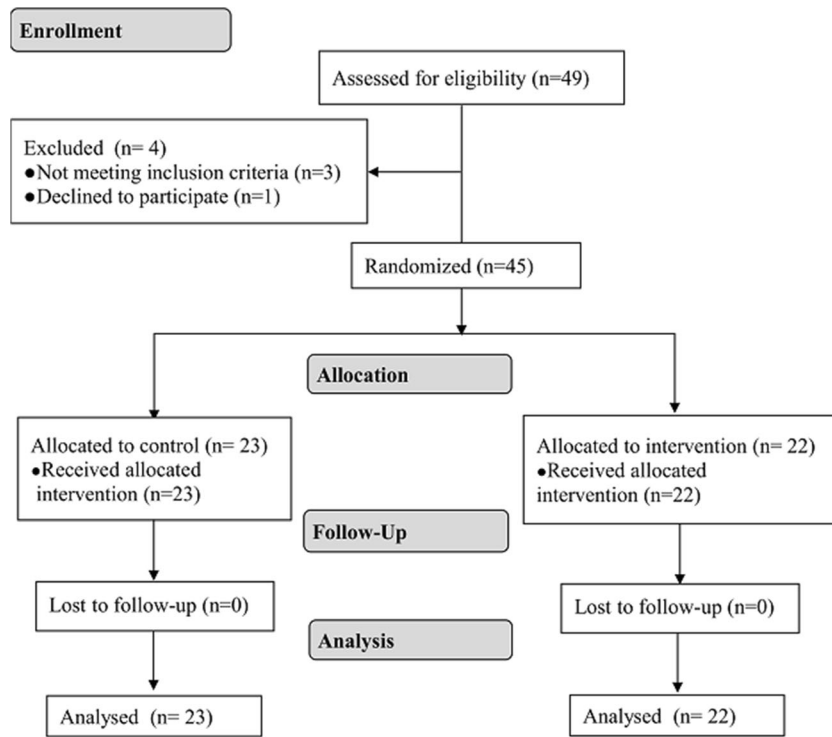 Enrollment
Assessed for eligibility (n=49)
Excluded (n= 4)
●Not meeting inclusion criteria (n=3)
●Declined to participate (n=1)
Randomized (n=45)
Allocation
Allocated to control (n= 23)
●Received allocated
intervention (n=23)
Allocated to intervention (n= 22)
●Received allocated
intervention (n=22)
Follow-Up
Lost to follow-up (n=0)
Lost to follow-up (n=0)
Analysis
Analysed (n= 23)
Analysed (n= 22)